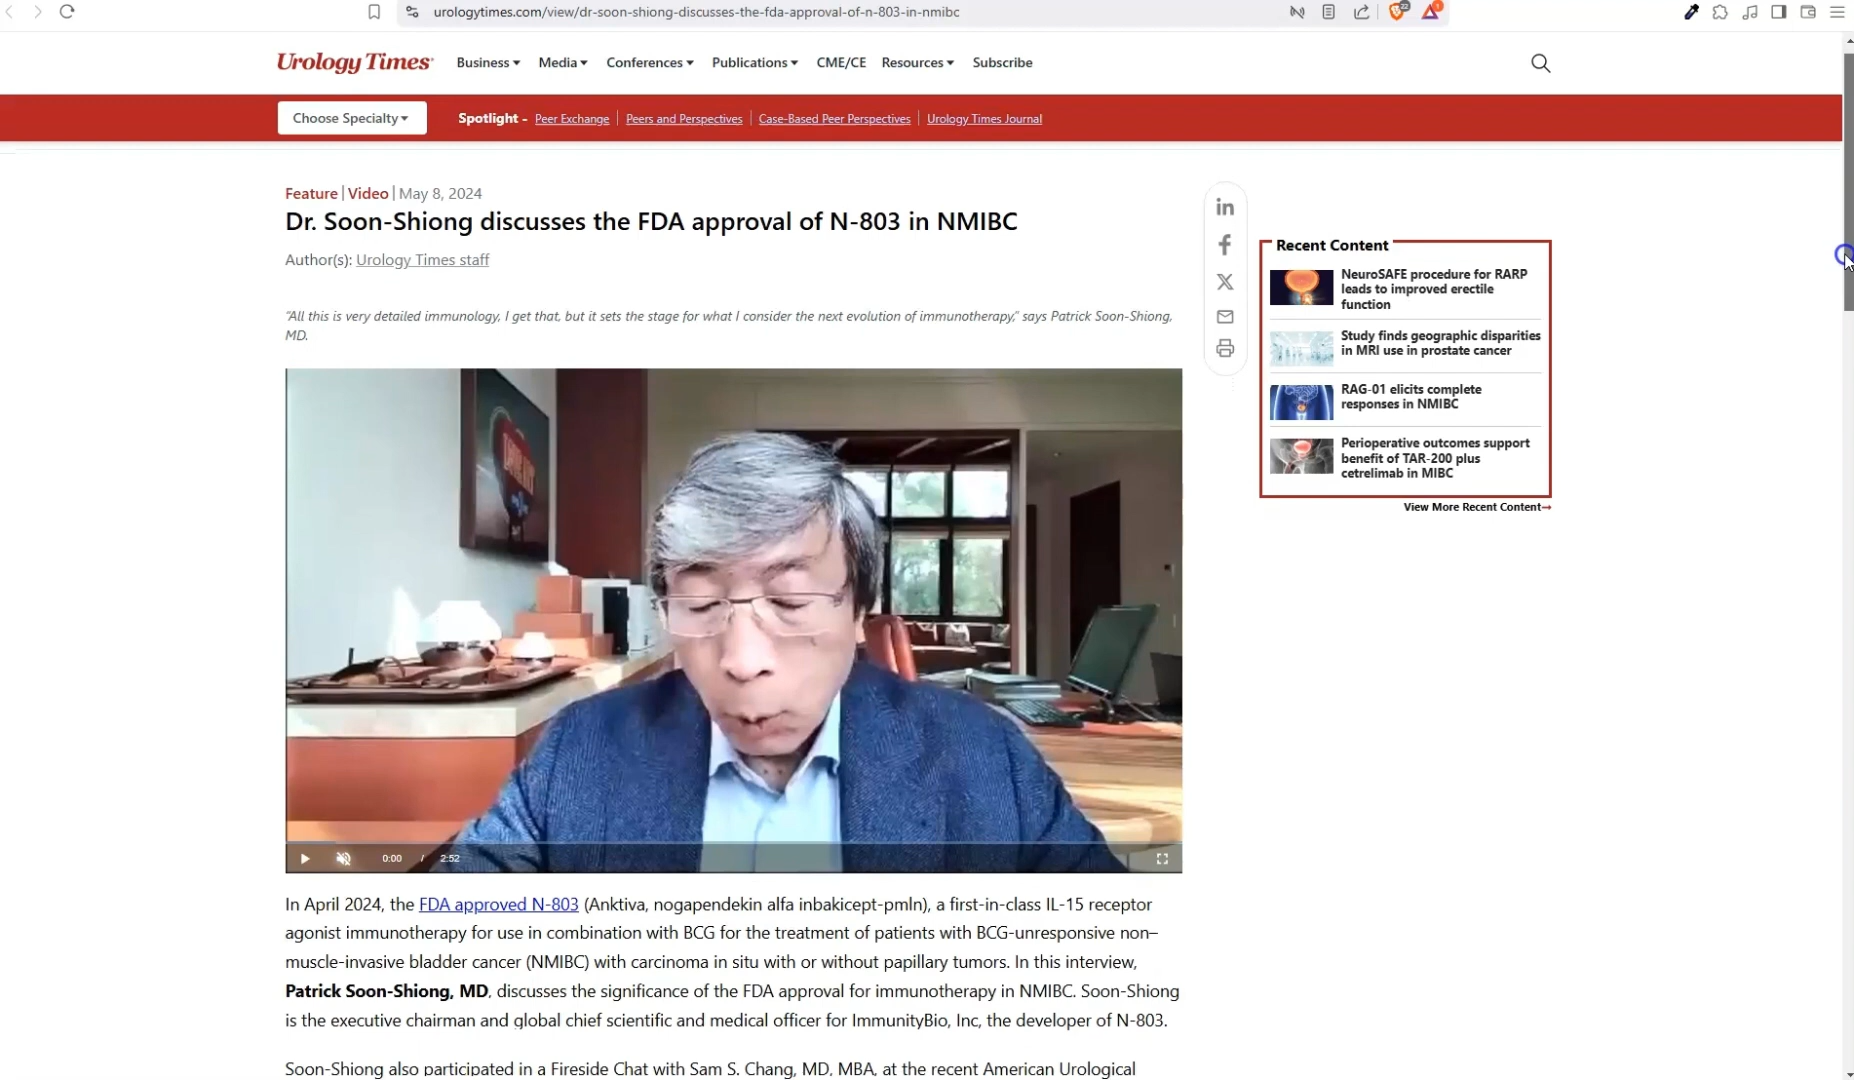 urologytimes.com/view/dr-soon-shiong-discusses-the-fda-approval-of-n-803-in-nmibc
22
1
Urology Times
Business
Media
Conferences
Publications
CME/CE
Resources
Subscribe
Choose Specialty
Spotlight -
Peer Exchange
Peers and Perspectives
Case-Based Peer Perspectives
Urology Times Journal
Feature | Video | May 8, 2024
Dr. Soon-Shiong discusses the FDA approval of N-803 in NMIBC
Author(s): Urology Times staff
“All this is very detailed immunology, I get that, but it sets the stage for what I consider the next evolution of immunotherapy,” says Patrick Soon-Shiong,
MD.
0:00 / 2:52
In April 2024, the FDA approved N-803 (Anktiva, nogapendekin alfa inbakicept-pmln), a first-in-class IL-15 receptor
agonist immunotherapy for use in combination with BCG for the treatment of patients with BCG-unresponsive non–
muscle-invasive bladder cancer (NMIBC) with carcinoma in situ with or without papillary tumors. In this interview,
Patrick Soon-Shiong, MD, discusses the significance of the FDA approval for immunotherapy in NMIBC. Soon-Shiong
is the executive chairman and global chief scientific and medical officer for ImmunityBio, Inc, the developer of N-803.
Soon-Shiong also participated in a Fireside Chat with Sam S. Chang, MD, MBA, at the recent American Urological
Recent Content
NeuroSAFE procedure for RARP
leads to improved erectile
function
Study finds geographic disparities
in MRI use in prostate cancer
RAG-01 elicits complete
responses in NMIBC
Perioperative outcomes support
benefit of TAR-200 plus
cetrelimab in MIBC
View More Recent Content→